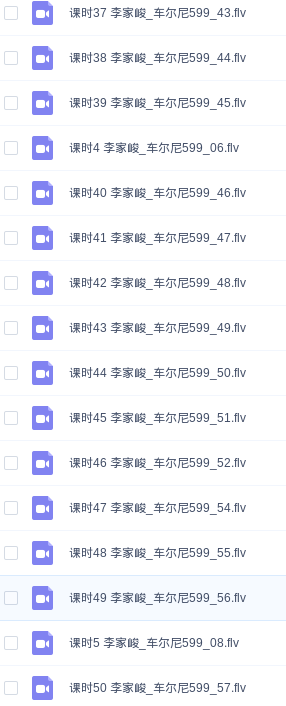 课时37 李家峻_车尔尼599_43.flv
课时38 李家峻_车尔尼599_44.flv
课时39 李家峻_车尔尼599_45.flv
课时4 李家峻_车尔尼599_06.flv
课时40 李家峻_车尔尼599_46.flv
课时41 李家峻_车尔尼599_47.flv
课时42 李家峻_车尔尼599_48.flv
课时43 李家峻_车尔尼599_49.flv
课时44 李家峻_车尔尼599_50.flv
课时45 李家峻_车尔尼599_51.flv
课时46 李家峻_车尔尼599_52.flv
课时47 李家峻_车尔尼599_54.flv
课时48 李家峻_车尔尼599_55.flv
课时49 李家峻_车尔尼599_56.flv
课时5 李家峻_车尔尼599_08.flv
课时50 李家峻_车尔尼599_57.flv